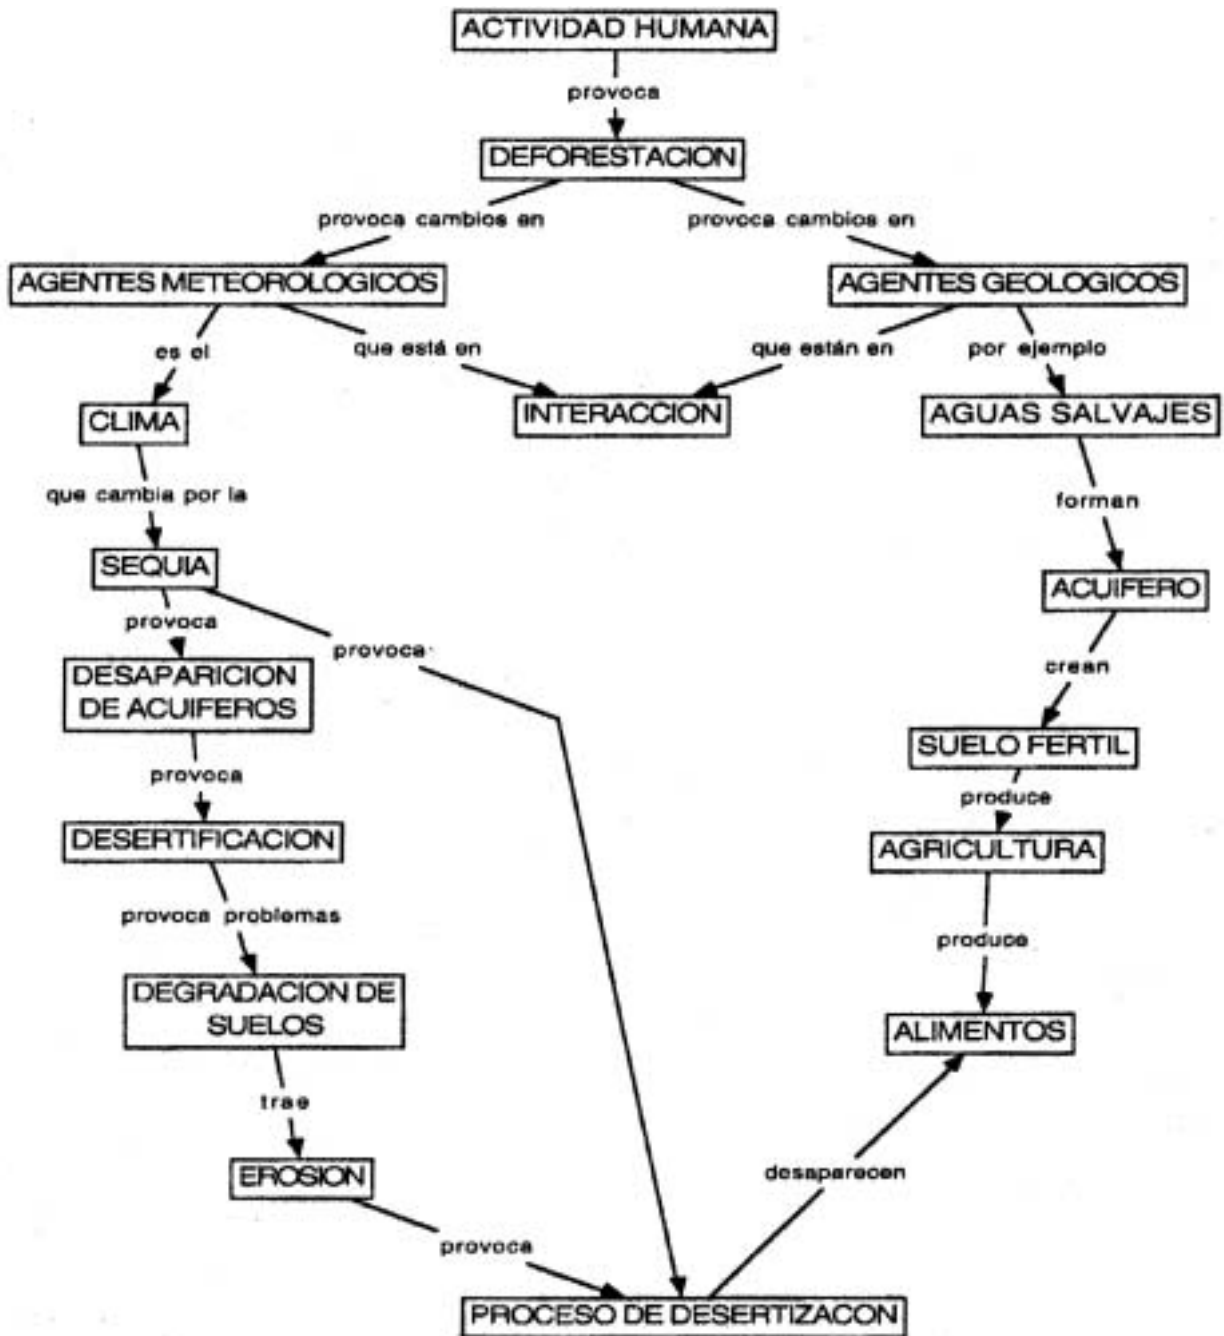 ACTIVIDAD HUMANA
provoca
DEFORESTACION
provoca cambios en
provoca cambios en
AGENTES METEOROLOGICOS
AGENTES GEOLOGICOS
es el
que está en
que están en
por ejemplo
CLIMA
INTERACCION
AGUAS SALVAJES
que cambia por la
forman
SEQUIA
ACUIFERO
provoca
provoca
crean
DESAPARICION
DE ACUIFEROS
SUELO FERTIL
provoca
produce
DESERTIFICACION
AGRICULTURA
provoca problemas
produce
DEGRADACION DE
SUELOS
ALIMENTOS
trae
EROSION
desaparecen
provoca
PROCESO DE DESERTIZACON